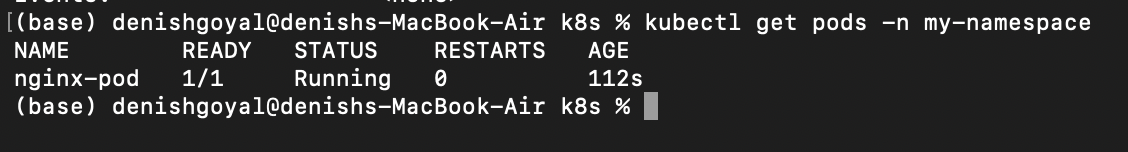 [(base) denishgoyal@denishs-MacBook-Air k8s % kubectl get pods -n my-namespace
NAME READY STATUS RESTARTS AGE
nginx-pod 1/1 Running 0 112s
(base) denishgoyal@denishs-MacBook-Air k8s %